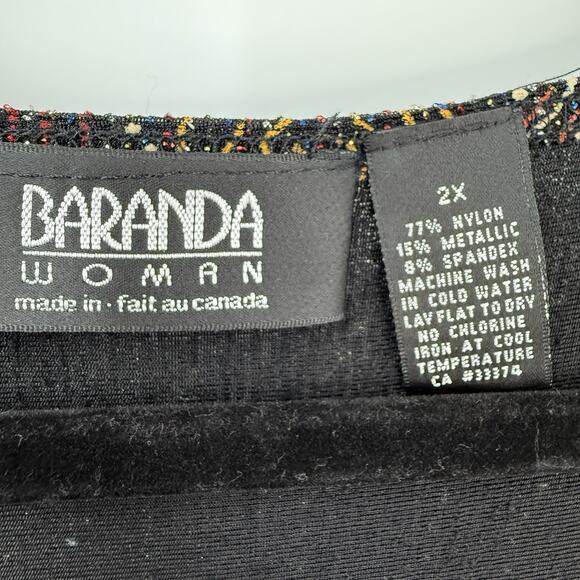 BARANDA
WOMAN
made in · fait au canada
2X
77% NYLON
15% METALLIC
8% SPANDEX
MACHINE WASH
IN COLD WATER
LAY FLAT TO DRY
NO CHLORINE
IRON AT COOL
TEMPERATURE
CA #33374